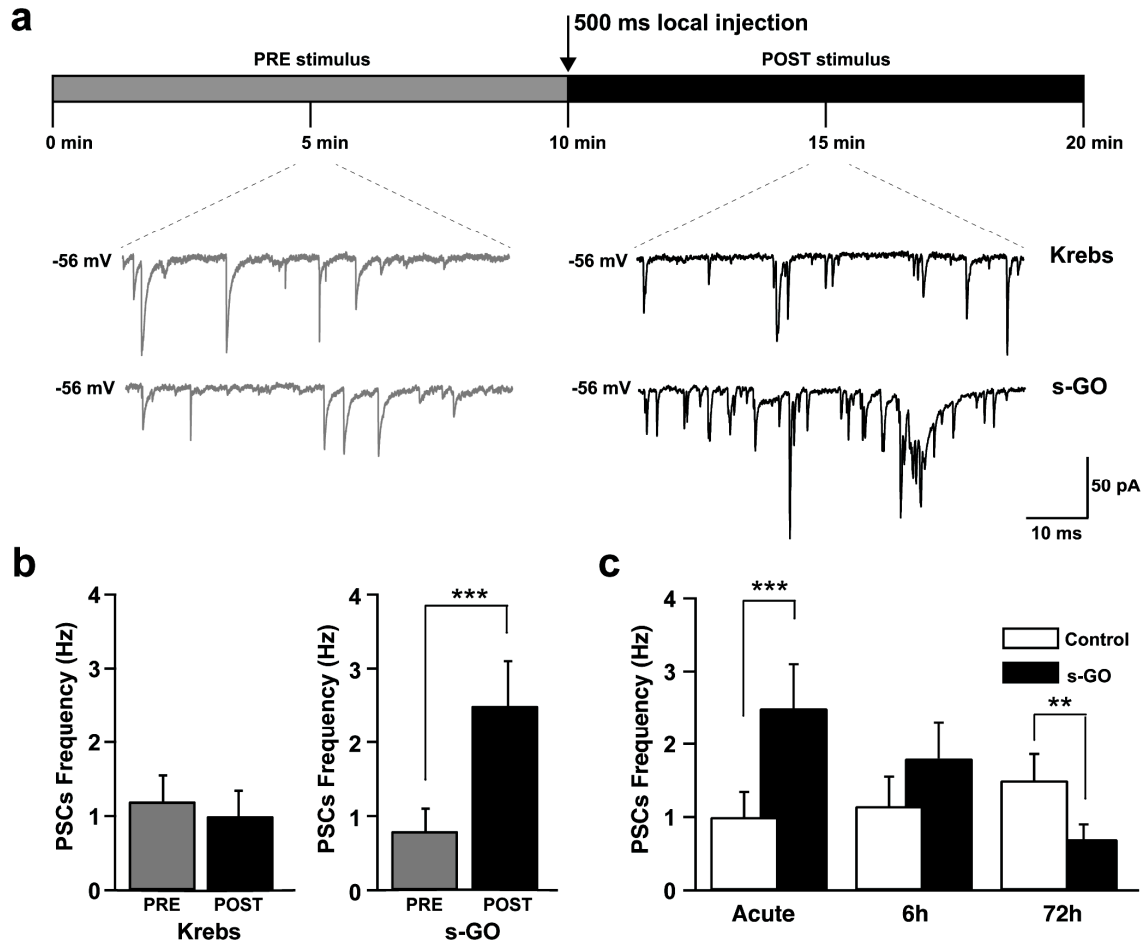 a
500 ms local injection
PRE stimulus
POST stimulus
0 min
5 min
10 min
15 min
20 min
-56 mV
-56 mV
Krebs
-56 mV
-56 mV
s-GO
50 pA
10 ms
b
PSCs Frequency (Hz)
4
3
2
1
0
PRE
POST
Krebs
PSCs Frequency (Hz)
4
3
2
1
0
***
PRE
POST
s-GO
c
PSCs Frequency (Hz)
4
3
2
1
0
***
**
Control
s-GO
Acute
6h
72h